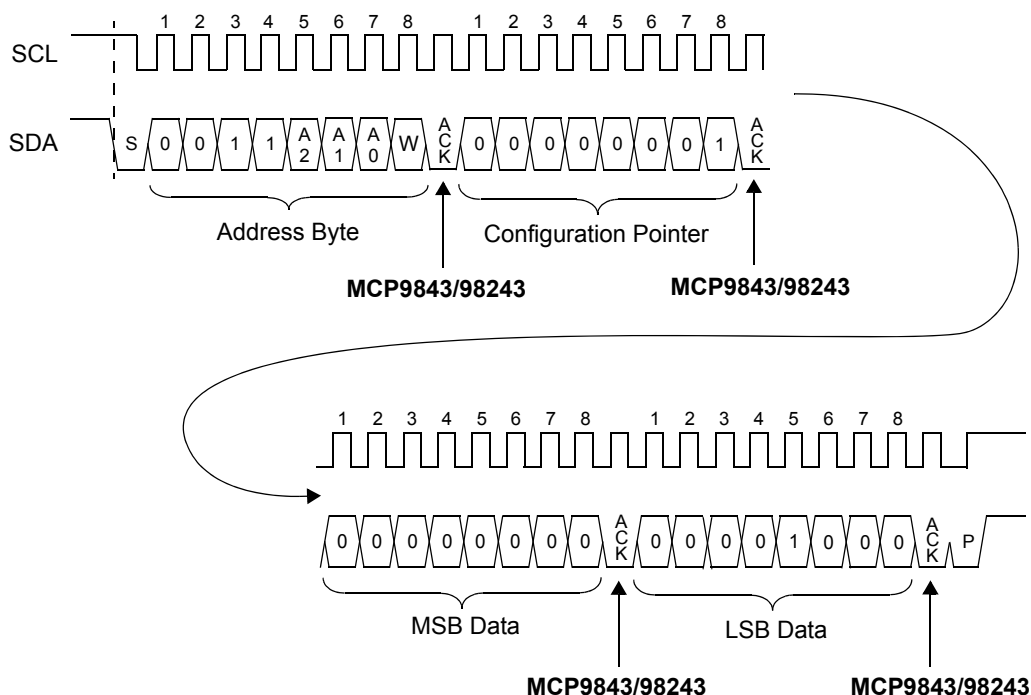 1 2 3 4 5 6 7 8 1 2 3 4 5 6 7 8
SCL
SDA
S 0 0 1 1 A2 A1 A0 W ACK 0 0 0 0 0 0 0 1 ACK
Address Byte Configuration Pointer
MCP9843/98243 MCP9843/98243
1 2 3 4 5 6 7 8 1 2 3 4 5 6 7 8
0 0 0 0 0 0 0 0 ACK 0 0 0 0 1 0 0 0 ACK P
MSB Data LSB Data
MCP9843/98243 MCP9843/98243